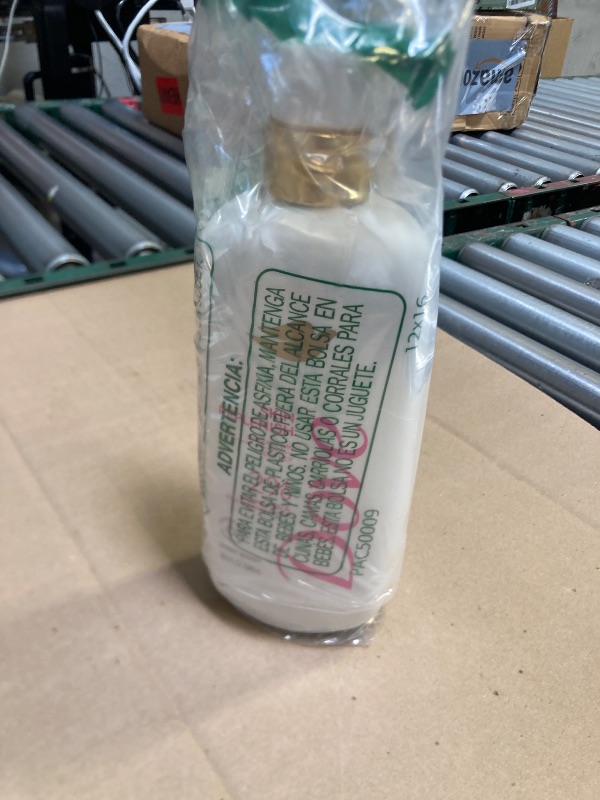 ADVERTENCIA:
PARA EVITAR EL PELIGRO DE ASFIXIA, MANTENGA
ESTA BOLSA DE PLASTICO FUERA DEL ALCANCE
DE BEBES Y NIÑOS. NO USAR ESTA BOLSA EN
CUNAS, CAMAS, CARRIOLAS O CORRALES PARA
BEBES. ESTA BOLSA NO ES UN JUGUETE.
PAC50009
12X16
Dove
ozowa